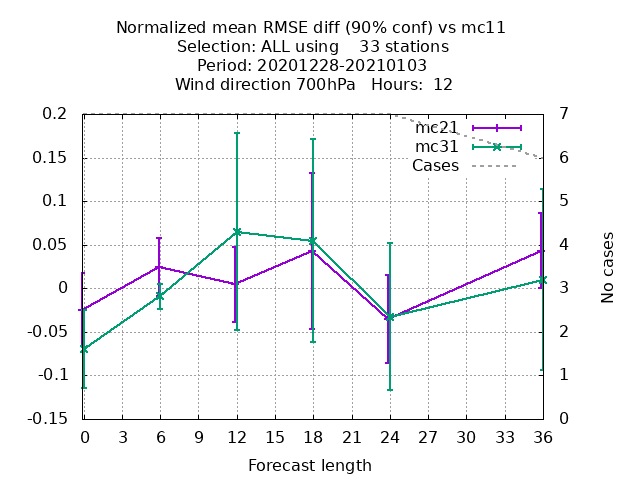 Normalized mean RMSE diff (90% conf) vs mc11
Selection: ALL using    33 stations
Period: 20201228-20210103
Wind direction 700hPa   Hours:  12
0.2
0.15
0.1
0.05
0
-0.05
-0.1
-0.15
mc21
mc31
Cases
7
6
5
4
3
2
1
0
No cases
0 3 6 9 12 15 18 21 24 27 30 33 36
Forecast length